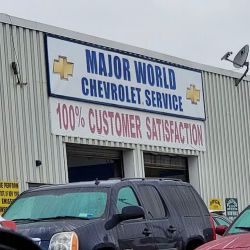 MAJOR WORLD
CHEVROLET SERVICE
100% CUSTOMER SATISFACTION